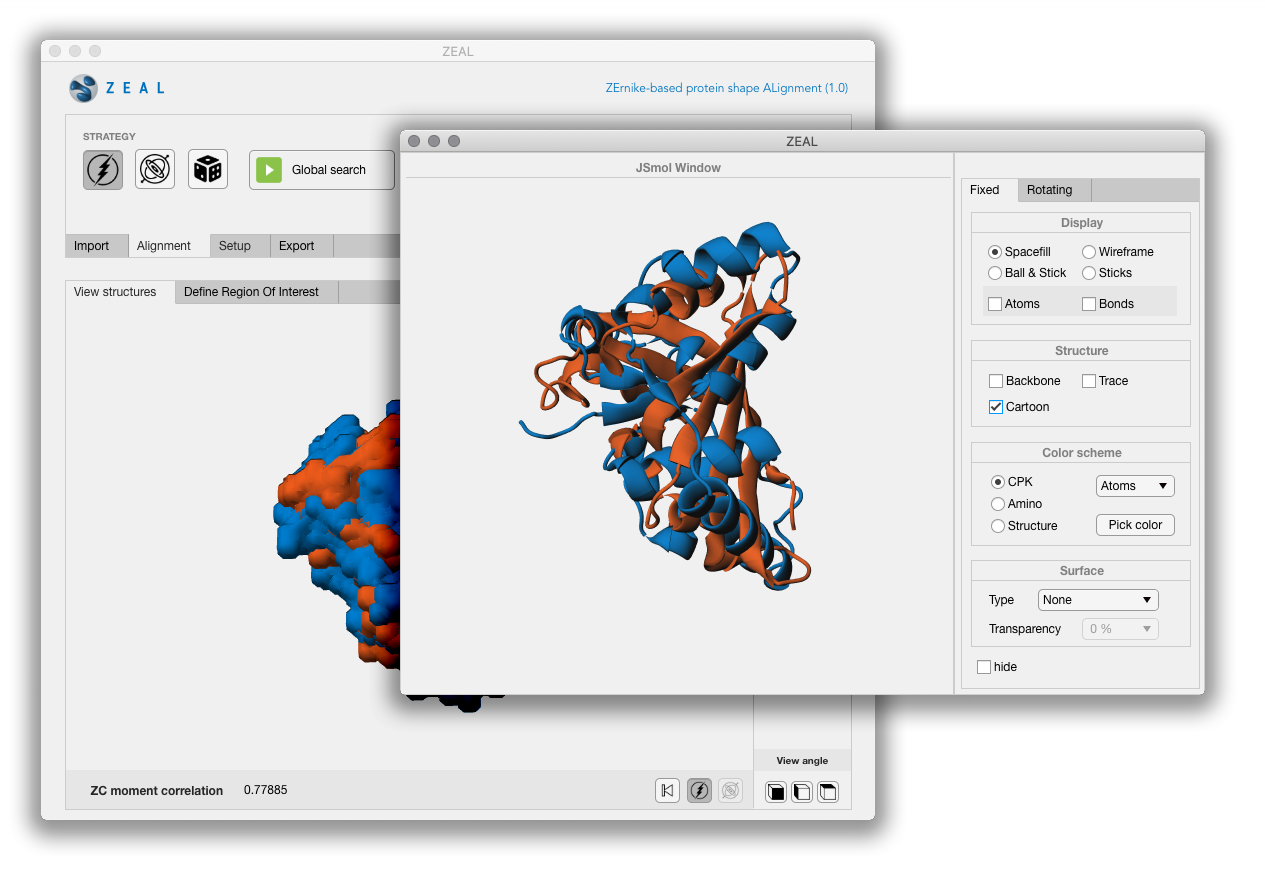 ZEAL
Z E A L
ZErnike-based protein shape ALignment (1.0)
STRATEGY
Global search
Import
Alignment
Setup
Export
View structures
Define Region Of Interest
ZC moment correlation
0.77885
View angle
ZEAL
JSmol Window
Fixed
Rotating
Display
Spacefill
Wireframe
Ball & Stick
Sticks
Atoms
Bonds
Structure
Backbone
Trace
Cartoon
Color scheme
CPK
Atoms
Amino
Structure
Pick color
Surface
Type
None
Transparency
0 %
hide